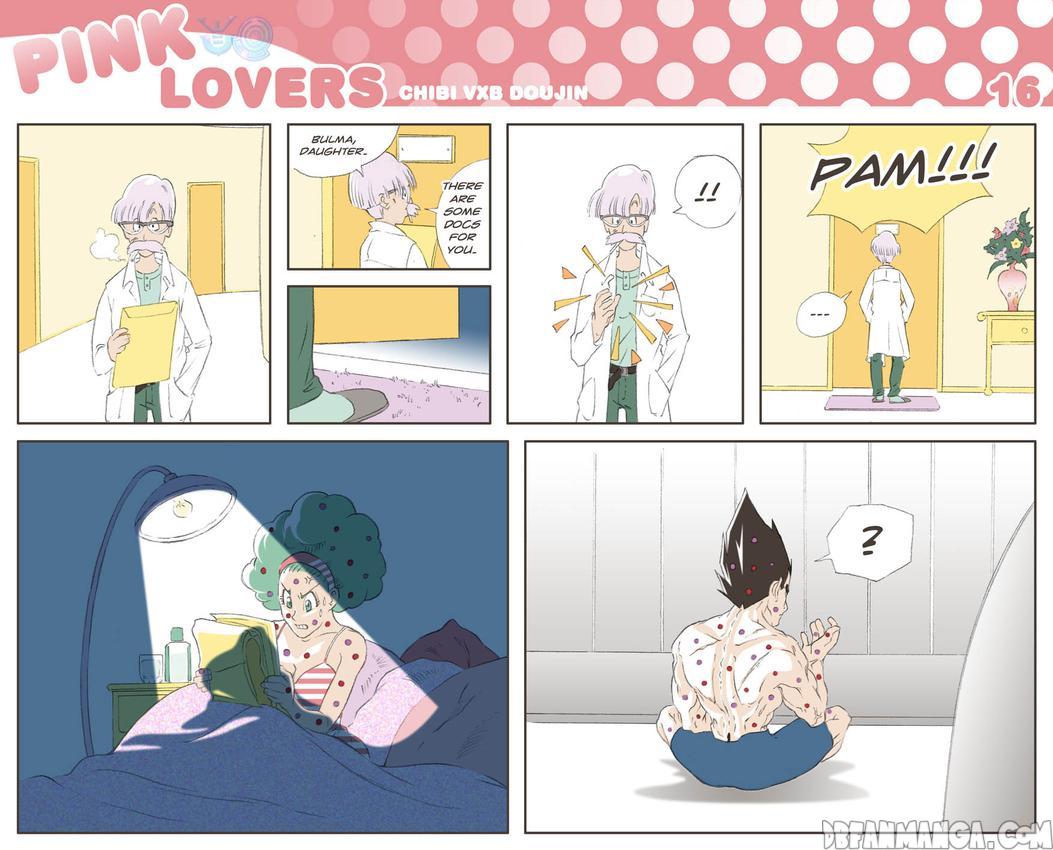 PINK
LOVERS
CHIBI VXB DOUJIN
16
BULMA,
DAUGHTER..
THERE
ARE
SOME
DOCS
FOR
YOU..
!!
PAM!!!
---
?
DBFANMANGA.COM